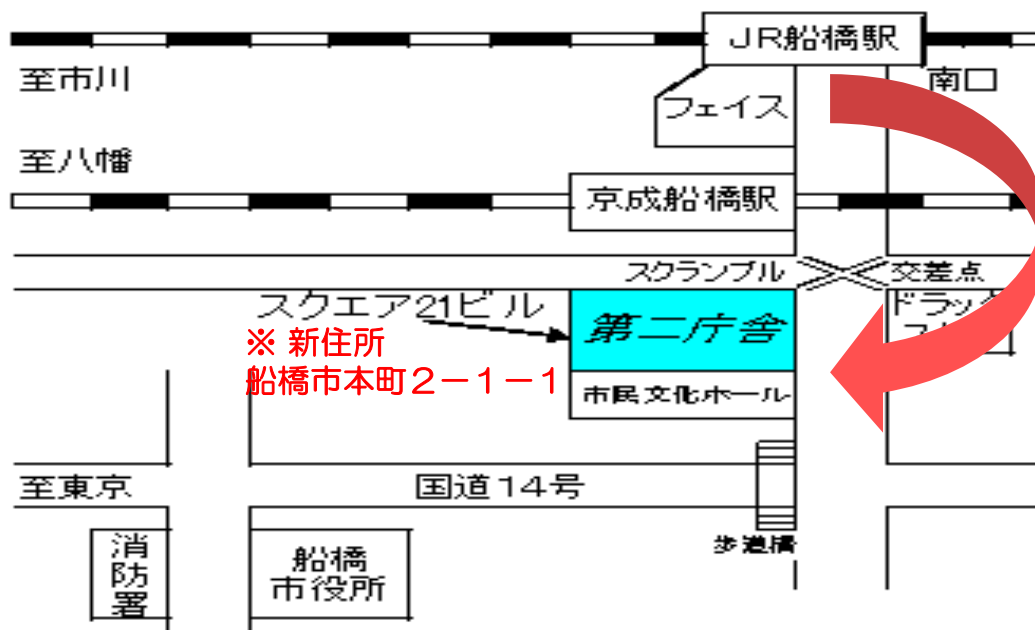 JR船橋駅
至市川
南口
フェイス
至八幡
京成船橋駅
スクランブル 交差点
スクエア21ビル
第二庁舎
ドラッグ
※ 新住所
船橋市本町2-1-1
市民文化ホール
至東京
国道14号
歩道橋
消防署
船橋
市役所